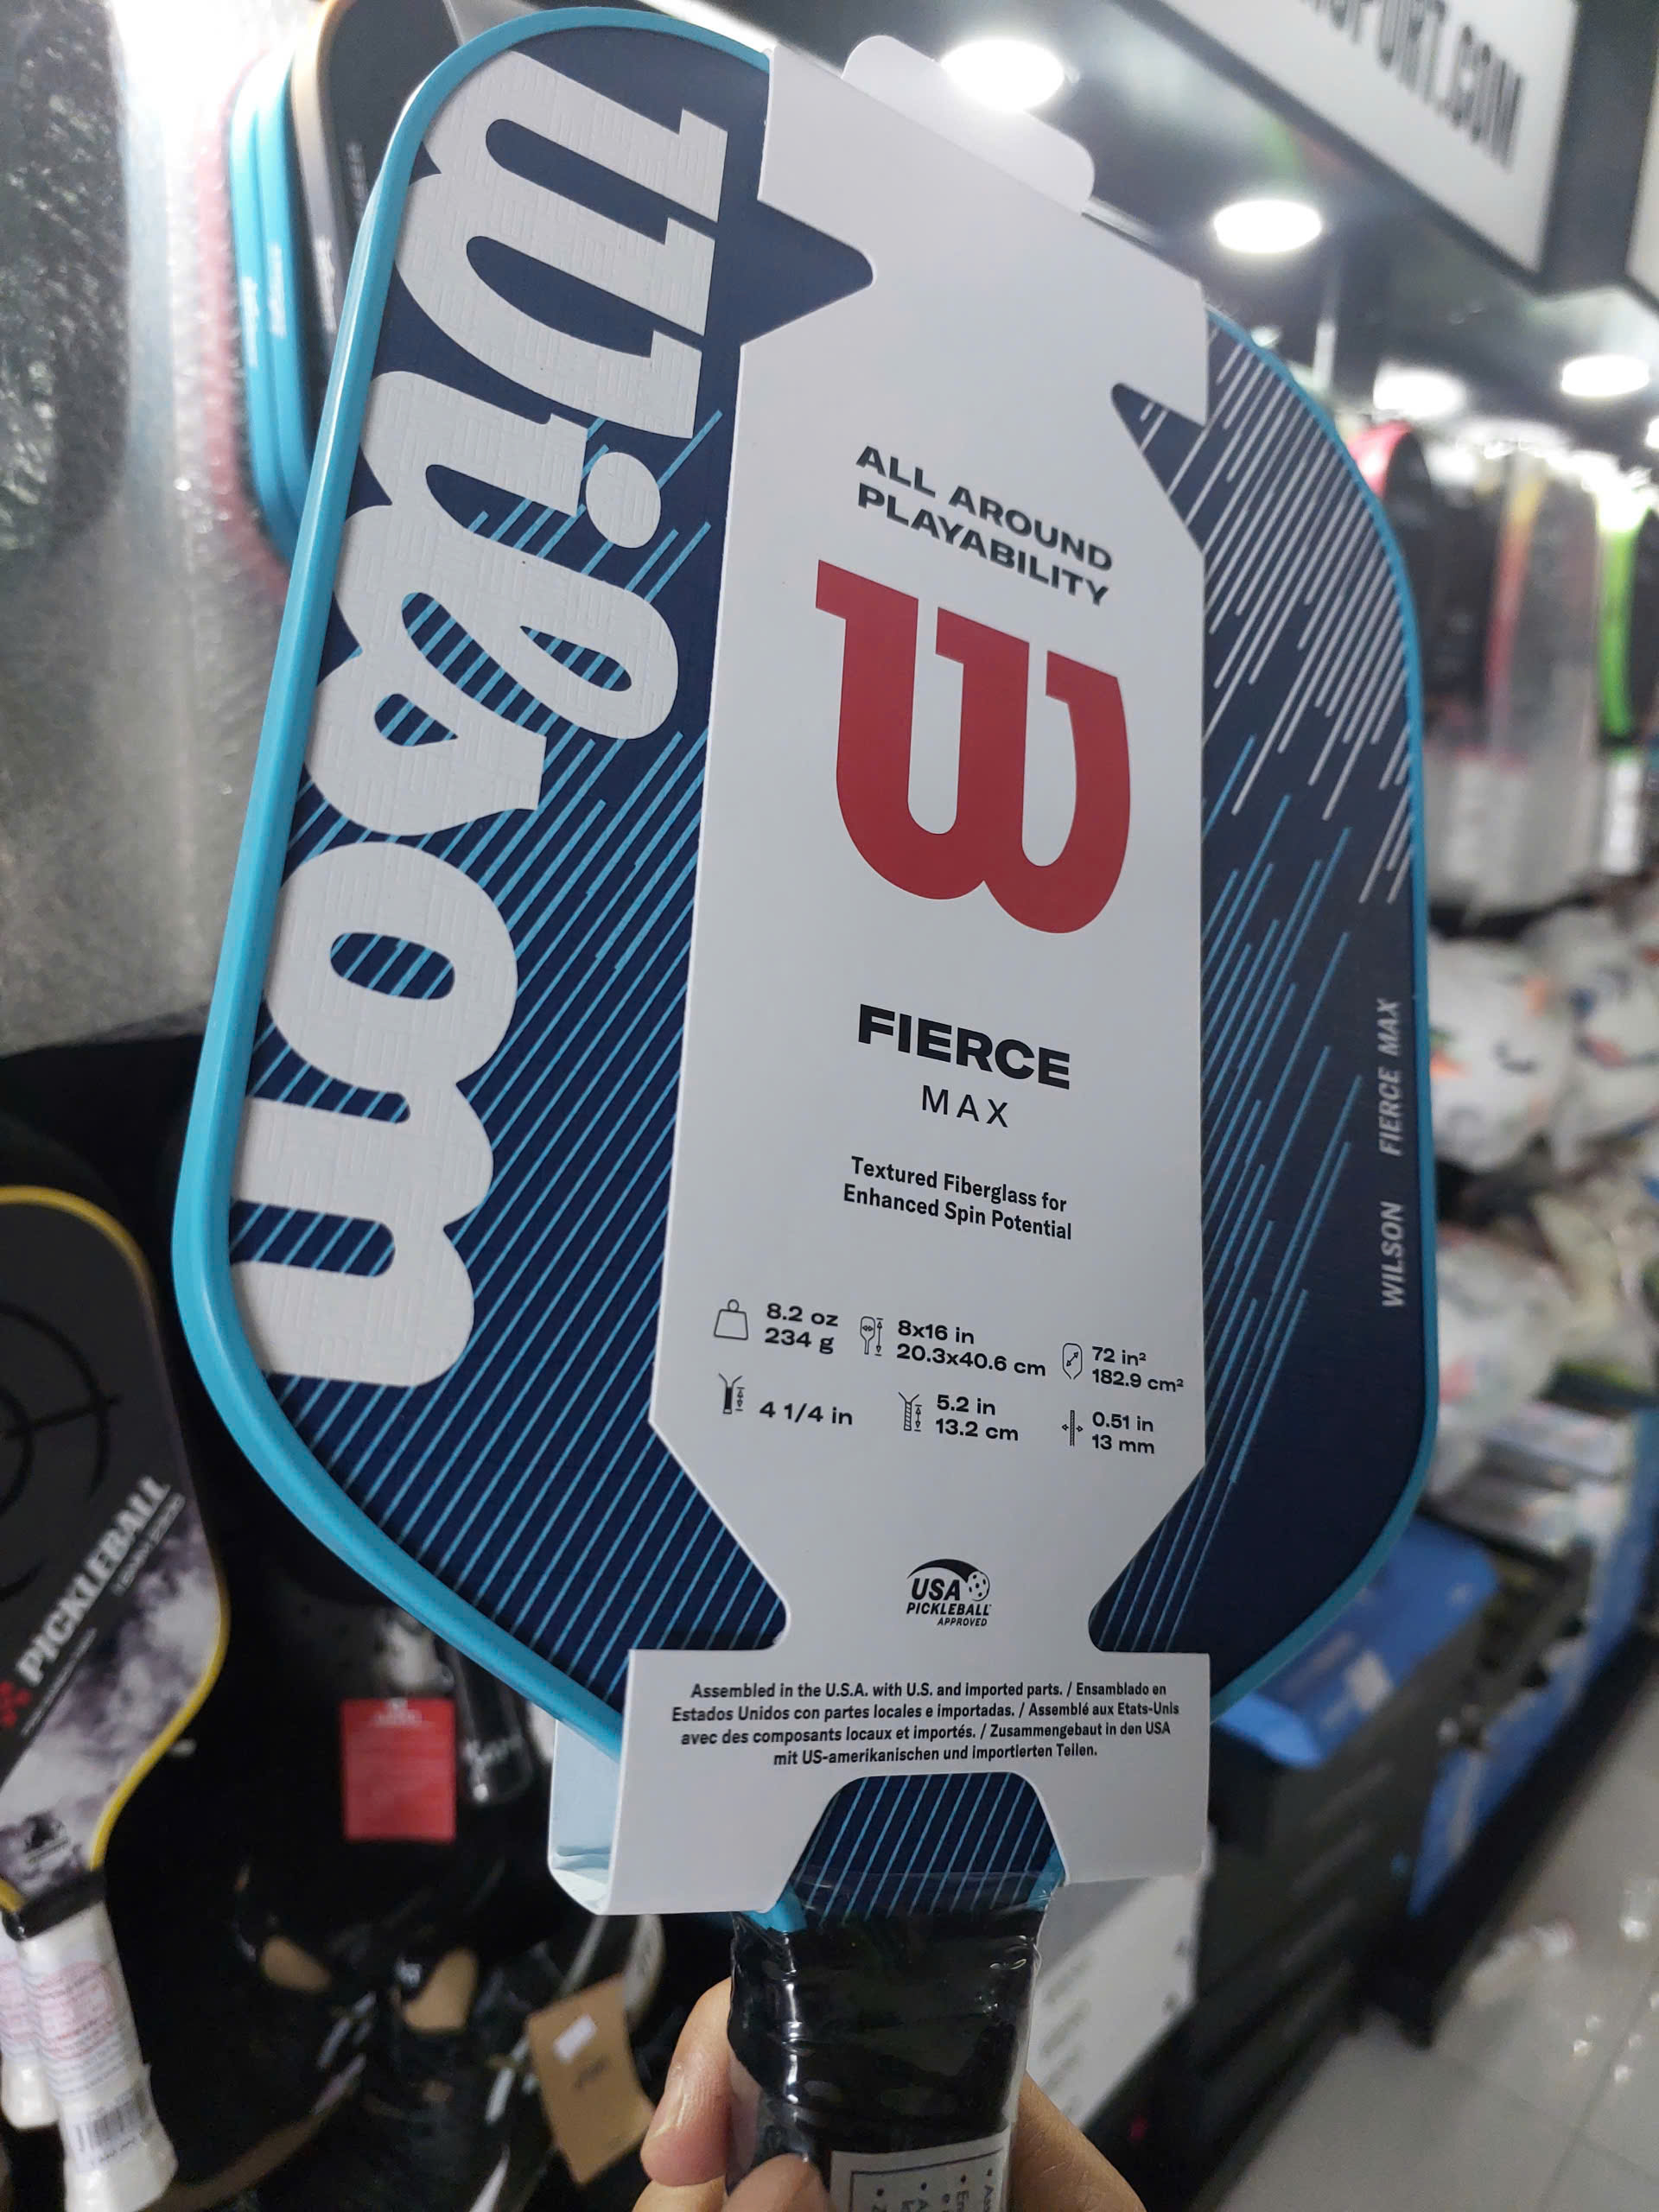 Wilson
ALL AROUND
PLAYABILITY
W
FIERCE
MAX
Textured Fiberglass for
Enhanced Spin Potential
8.2 oz
234 g
8x16 in
20.3x40.6 cm
72 in²
182.9 cm²
4 1/4 in
5.2 in
13.2 cm
0.51 in
13 mm
USA
PICKLEBALL
APPROVED
Assembled in the U.S.A. with U.S. and imported parts. / Ensamblado en
Estados Unidos con partes locales e importadas. / Assemblé aux Etats-Unis
avec des composants locaux et importés. / Zusammengebaut in den USA
mit US-amerikanischen und importierten Teilen.
WILSON FIERCE MAX
PICKLEBALL